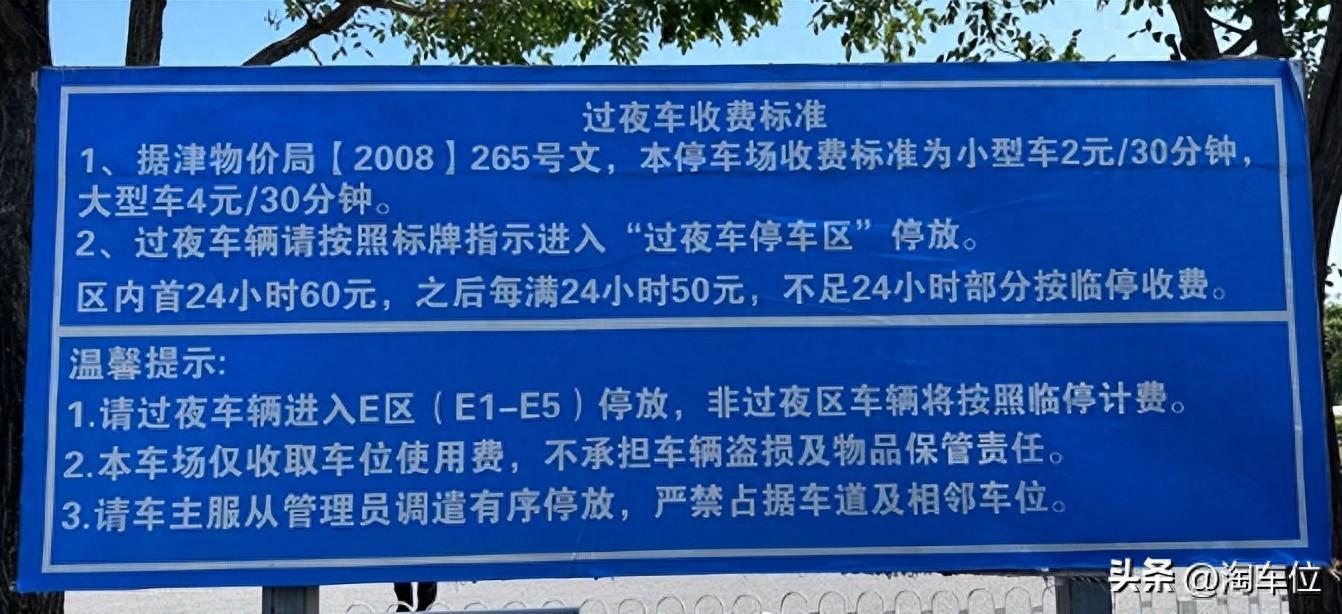 过夜车收费标准
1、据津物价局【2008】265号文，本停车场收费标准为小型车2元/30分钟，
大型车4元/30分钟。
2、过夜车辆请按照标牌指示进入“过夜车停车区”停放。
区内首24小时60元，之后每满24小时50元，不足24小时部分按临停收费。
温馨提示:
1.请过夜车辆进入E区（E1-E5）停放，非过夜区车辆将按照临停计费。
2.本车场仅收取车位使用费，不承担车辆盗损及物品保管责任。
3.请车主服从管理员调遣有序停放，严禁占据车道及相邻车位。
头条 @淘车位